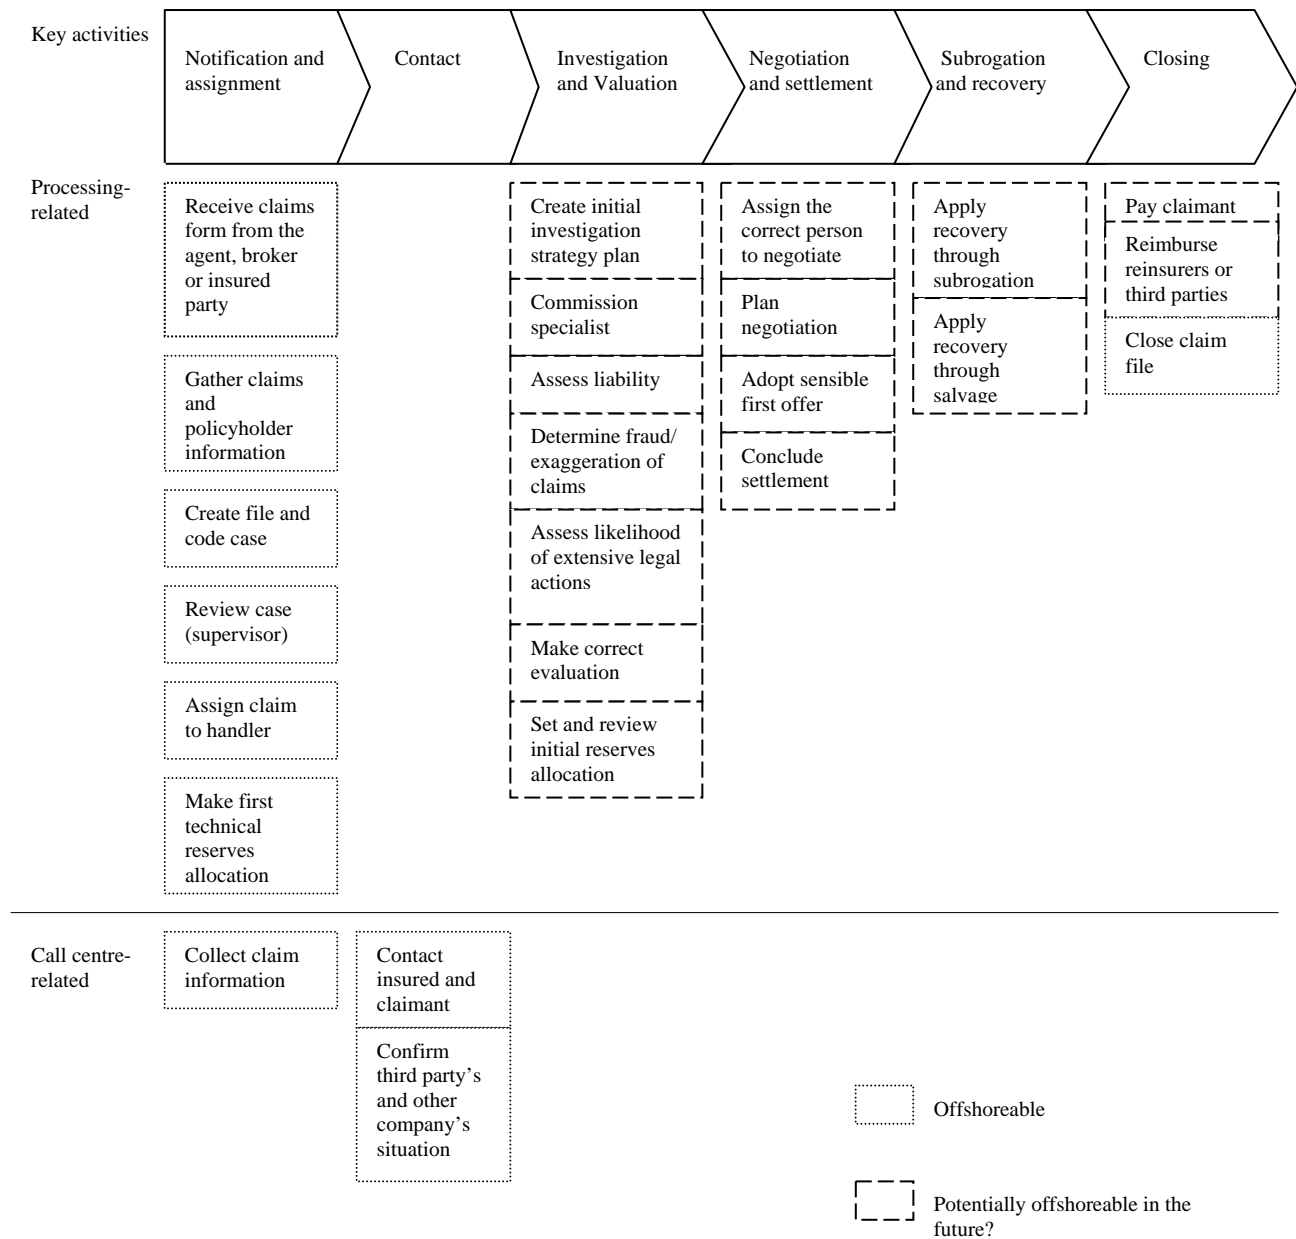 Key activities
Notification and
assignment
Contact
Investigation
and Valuation
Negotiation
and settlement
Subrogation
and recovery
Closing
Processing-
related
Receive claims
form from the
agent, broker
or insured
party
Gather claims
and
policyholder
information
Create file and
code case
Review case
(supervisor)
Assign claim
to handler
Make first
technical
reserves
allocation
Create initial
investigation
strategy plan
Commission
specialist
Assess liability
Determine fraud/
exaggeration of
claims
Assess likelihood
of extensive legal
actions
Make correct
evaluation
Set and review
initial reserves
allocation
Assign the
correct person
to negotiate
Plan
negotiation
Adopt sensible
first offer
Conclude
settlement
Apply
recovery
through
subrogation
Apply
recovery
through
salvage
Pay claimant
Reimburse
reinsurers or
third parties
Close claim
file
Call centre-
related
Collect claim
information
Contact
insured and
claimant
Confirm
third party’s
and other
company’s
situation
Offshoreable
Potentially offshoreable in the
future?